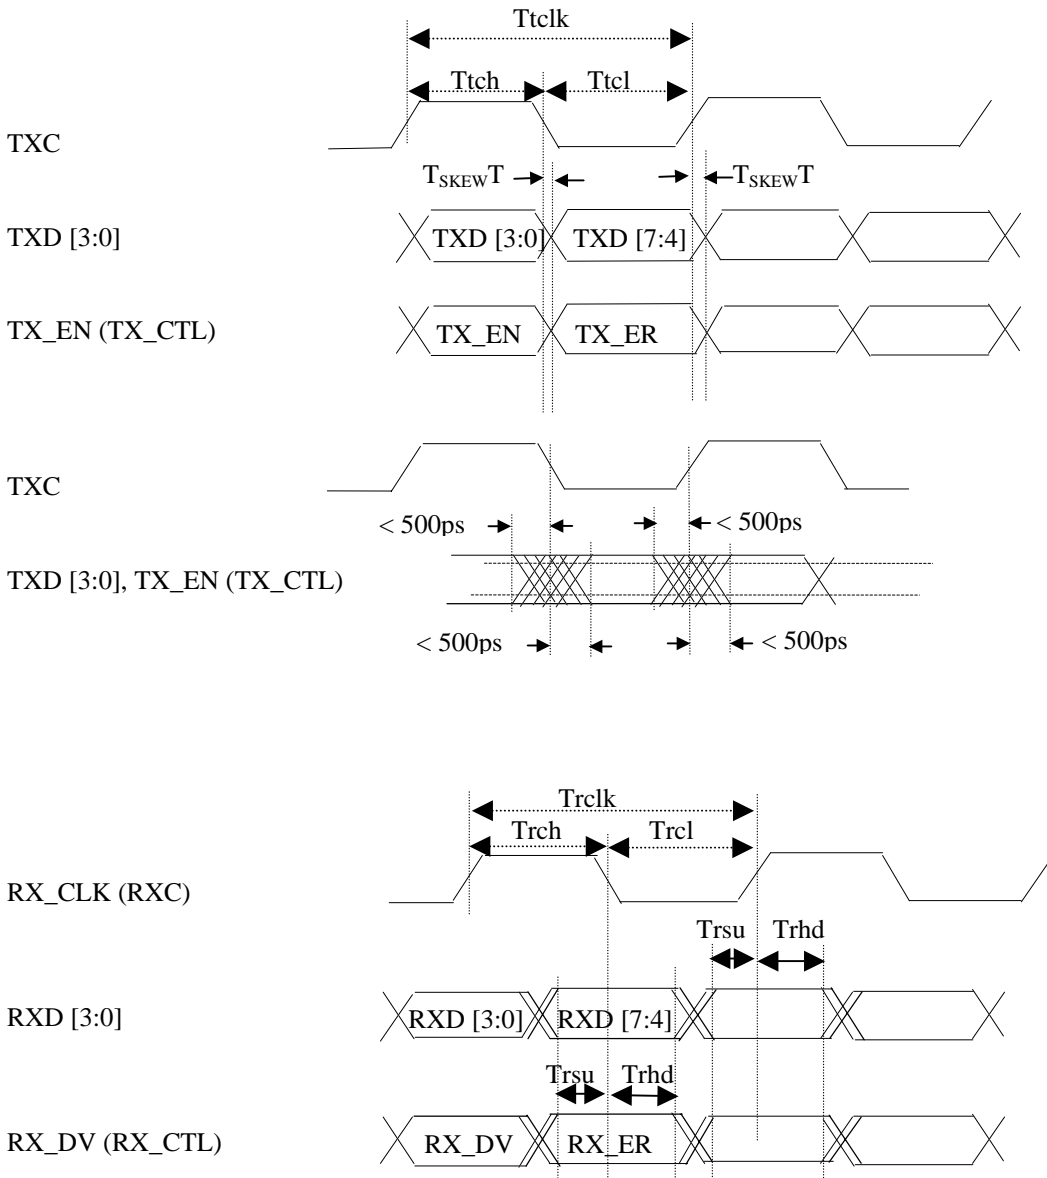 Ttclk
Ttch Ttcl
TXC
TSKEWT TSKEWT
TXD [3:0] TXD [3:0] TXD [7:4]
TX_EN (TX_CTL) TX_EN TX_ER
TXC
< 500ps < 500ps
TXD [3:0], TX_EN (TX_CTL)
< 500ps < 500ps
Trclk
Trch Trcl
RX_CLK (RXC)
Trsu Trhd
RXD [3:0] RXD [3:0] RXD [7:4]
Trsu Trhd
RX_DV (RX_CTL) RX_DV RX_ER